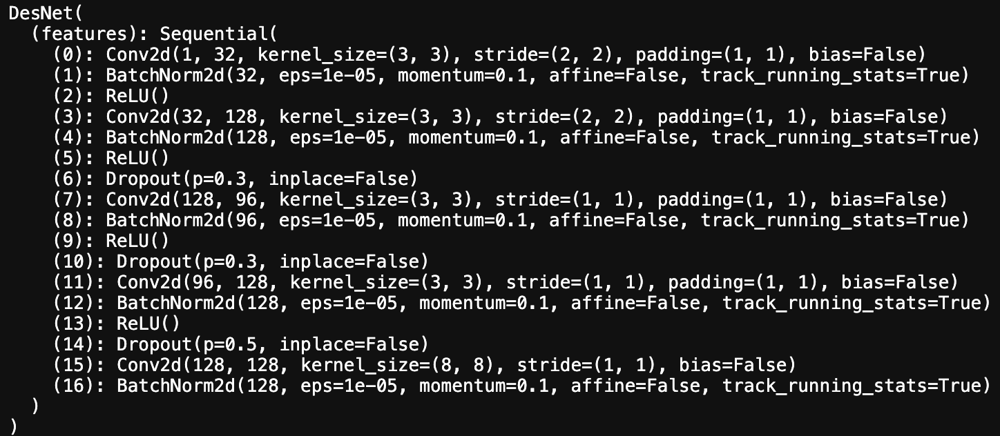 DesNet(
  (features): Sequential(
    (0): Conv2d(1, 32, kernel_size=(3, 3), stride=(2, 2), padding=(1, 1), bias=False)
    (1): BatchNorm2d(32, eps=1e-05, momentum=0.1, affine=False, track_running_stats=True)
    (2): ReLU()
    (3): Conv2d(32, 128, kernel_size=(3, 3), stride=(2, 2), padding=(1, 1), bias=False)
    (4): BatchNorm2d(128, eps=1e-05, momentum=0.1, affine=False, track_running_stats=True)
    (5): ReLU()
    (6): Dropout(p=0.3, inplace=False)
    (7): Conv2d(128, 96, kernel_size=(3, 3), stride=(1, 1), padding=(1, 1), bias=False)
    (8): BatchNorm2d(96, eps=1e-05, momentum=0.1, affine=False, track_running_stats=True)
    (9): ReLU()
    (10): Dropout(p=0.3, inplace=False)
    (11): Conv2d(96, 128, kernel_size=(3, 3), stride=(1, 1), padding=(1, 1), bias=False)
    (12): BatchNorm2d(128, eps=1e-05, momentum=0.1, affine=False, track_running_stats=True)
    (13): ReLU()
    (14): Dropout(p=0.5, inplace=False)
    (15): Conv2d(128, 128, kernel_size=(8, 8), stride=(1, 1), bias=False)
    (16): BatchNorm2d(128, eps=1e-05, momentum=0.1, affine=False, track_running_stats=True)
  )
)